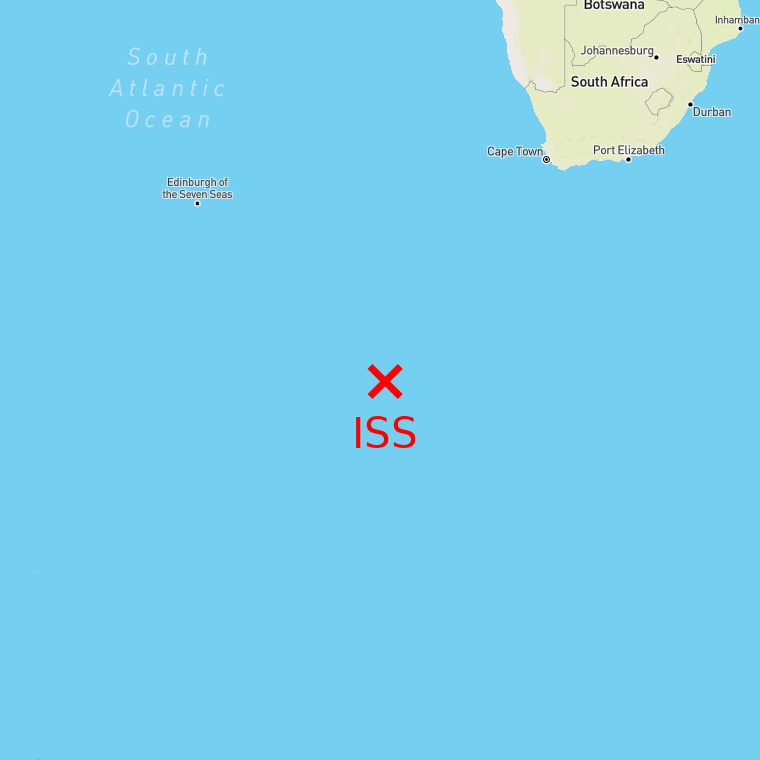 Botswana
Inhamban
Johannesburg
Eswatini
South Africa
Durban
Port Elizabeth
Cape Town
South
Atlantic
Ocean
Edinburgh of
the Seven Seas
ISS